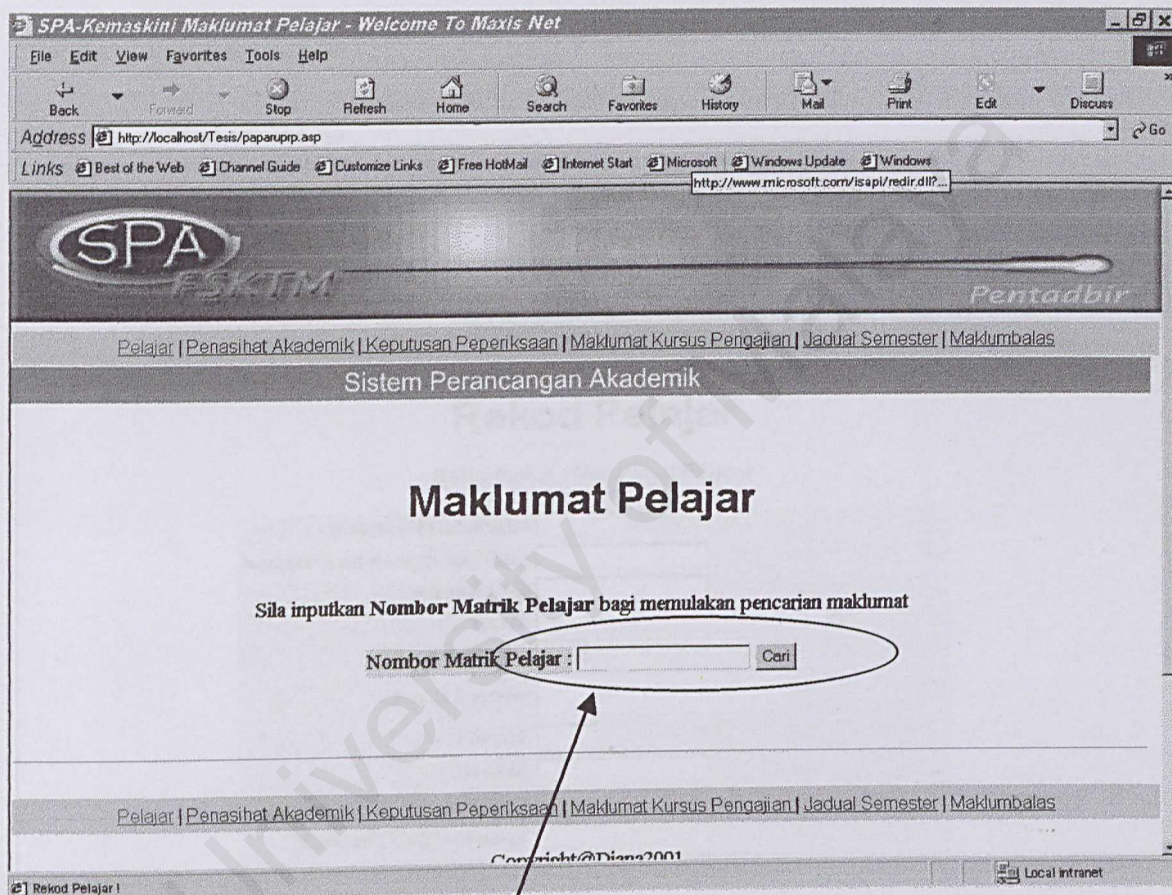 SPA-Kemaskini Maklumat Pelajar - Welcome To Maxis Net
File Edit View Favorites Tools Help
Back Forward Stop Refresh Home Search Favorites History Mail Print Edit Discuss
Address http://localhost/Tesis/paparuprp.asp Go
Links Best of the Web Channel Guide Customize Links Free HotMail Internet Start Microsoft Windows Update Windows
http://www.microsoft.com/isapi/redir.dll?...
SPA
FSKTM
Pentadbir
Pelajar | Penasihat Akademik | Keputusan Peperiksaan | Maklumat Kursus Pengajian | Jadual Semester | Maklumbalas
Sistem Perancangan Akademik
Maklumat Pelajar
Sila inputkan Nombor Matrik Pelajar bagi memulakan pencarian maklumat
Nombor Matrik Pelajar : Cari
Pelajar | Penasihat Akademik | Keputusan Peperiksaan | Maklumat Kursus Pengajian | Jadual Semester | Maklumbalas
Copyright@Diana2001
Rekod Pelajar ! Local intranet
University of Malaya